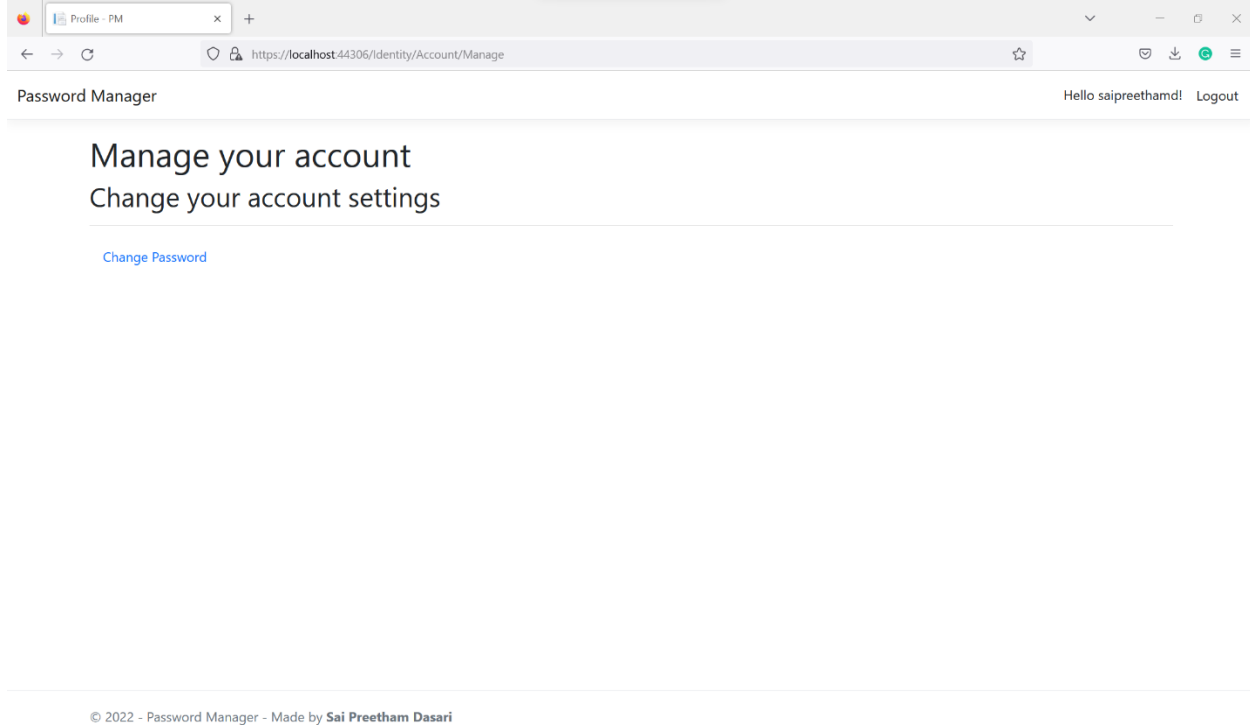 Profile - PM
https://localhost:44306/Identity/Account/Manage
Password Manager
Hello saipreethamd! Logout
Manage your account
Change your account settings
Change Password
© 2022 - Password Manager - Made by Sai Preetham Dasari